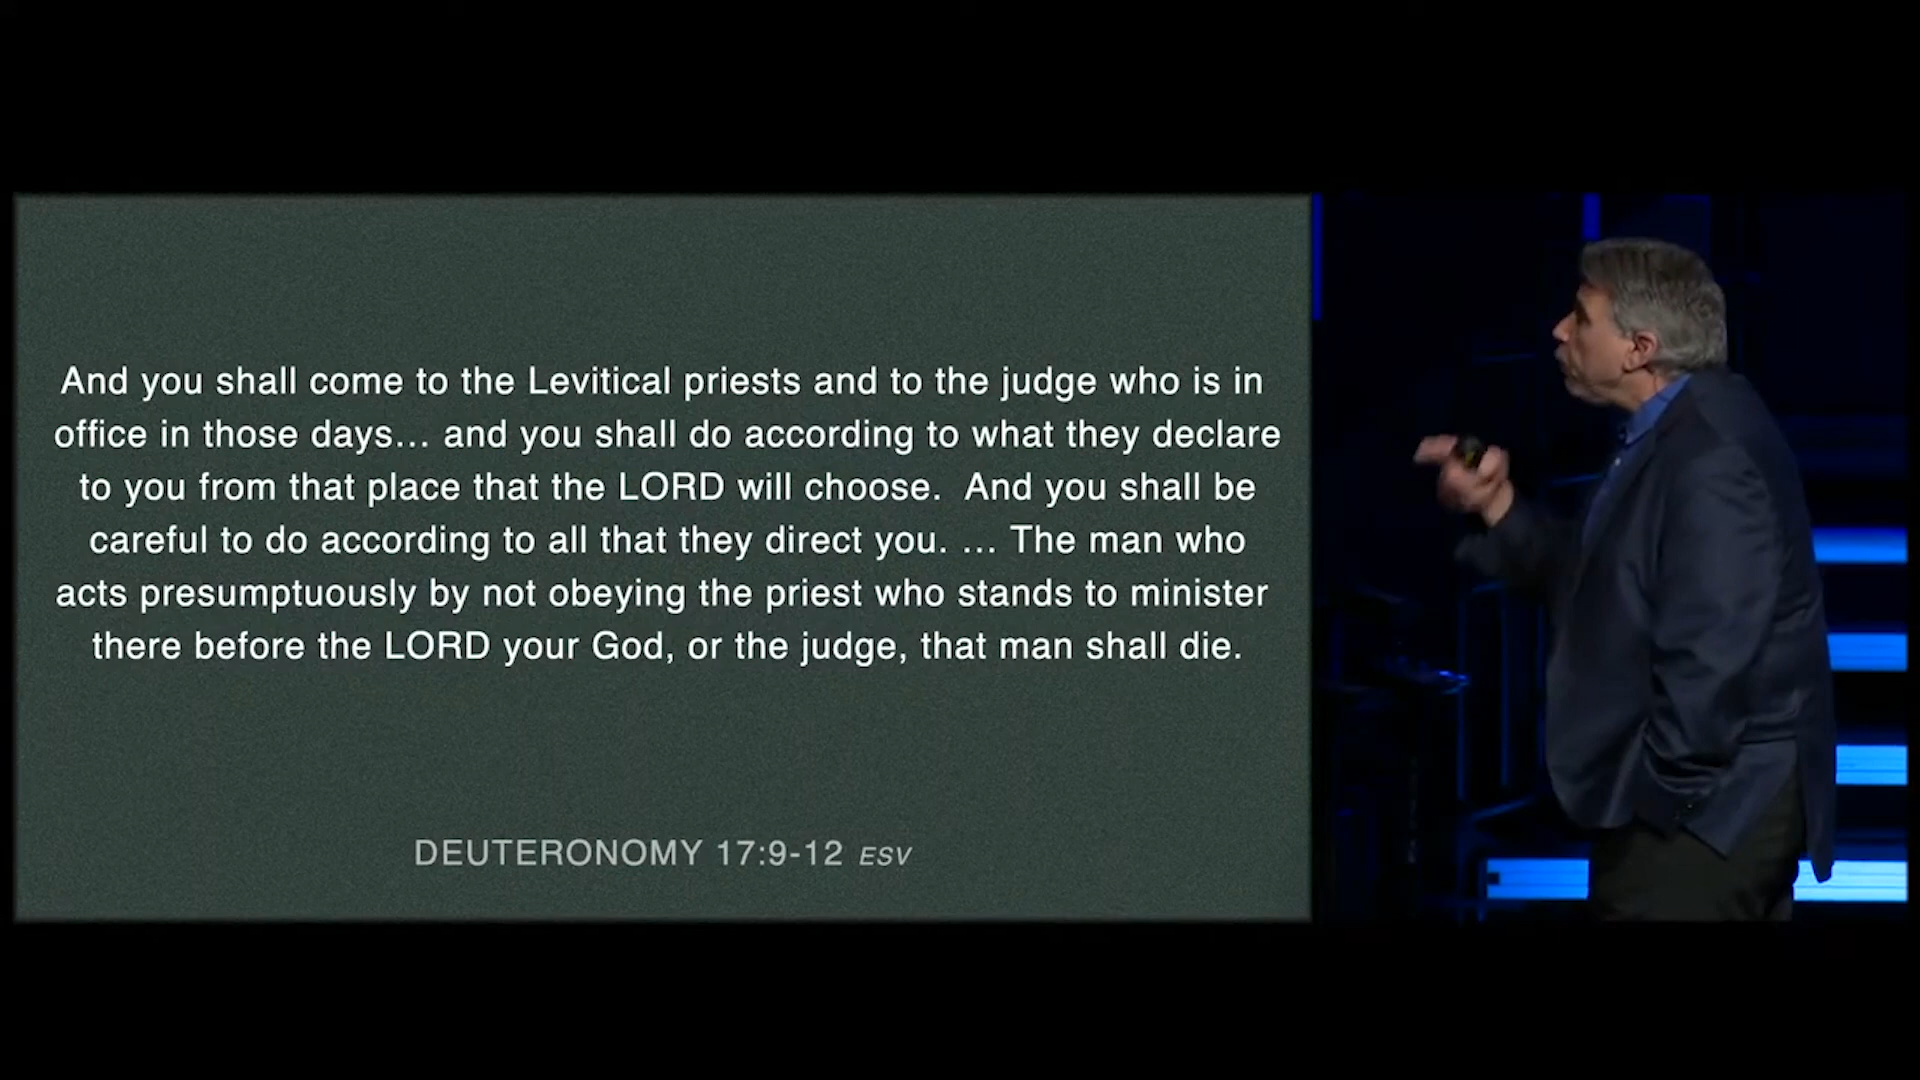 And you shall come to the Levitical priests and to the judge who is in
office in those days... and you shall do according to what they declare
to you from that place that the LORD will choose.  And you shall be
careful to do according to all that they direct you. ... The man who
acts presumptuously by not obeying the priest who stands to minister
there before the LORD your God, or the judge, that man shall die.
DEUTERONOMY 17:9-12 ESV